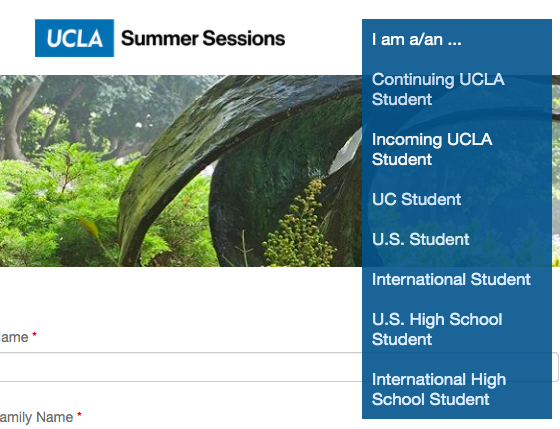 UCLA Summer Sessions
I am a/an ...
Continuing UCLA
Student
Incoming UCLA
Student
UC Student
U.S. Student
International Student
U.S. High School
Student
International High
School Student
ame *
amily Name *